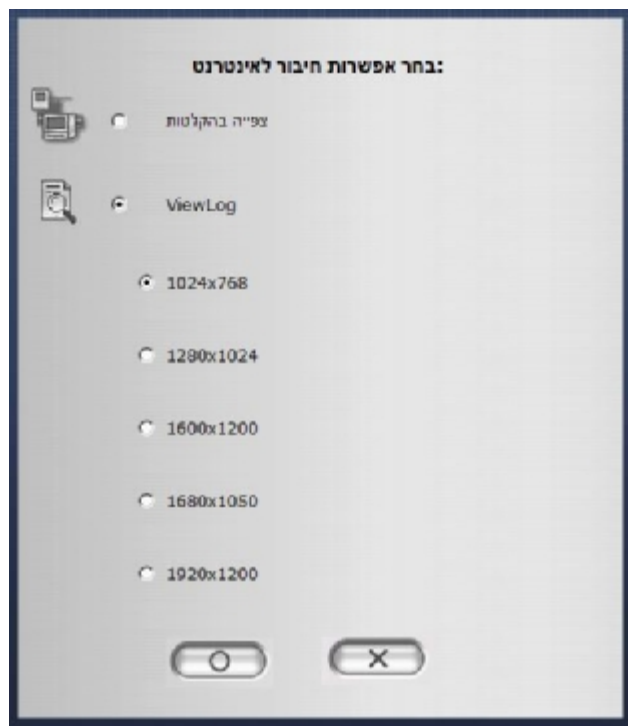 בחר אפשרות חיבור לאינטרנט:
צפייה בהקלטות
ViewLog
1024x768
1280x1024
1600x1200
1680x1050
1920x1200